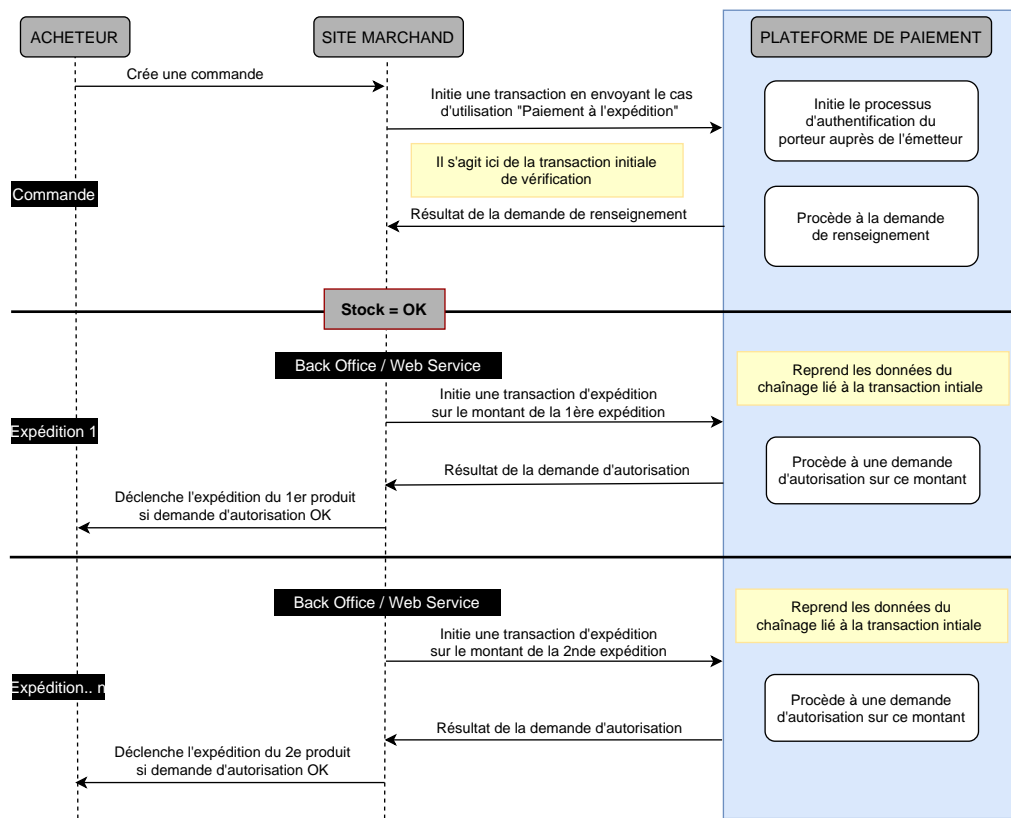 ACHETEUR
SITE MARCHAND
PLATEFORME DE PAIEMENT
Crée une commande
Initie une transaction en envoyant le cas
d'utilisation "Paiement à l'expédition"
Initie le processus
d'authentification du
porteur auprès de l'émetteur
Il s'agit ici de la transaction initiale
de vérification
Commande
Résultat de la demande de renseignement
Procède à la demande
de renseignement
Stock = OK
Back Office / Web Service
Reprend les données du
chaînage lié à la transaction intiale
Initie une transaction d'expédition
sur le montant de la 1ère expédition
Expédition 1
Résultat de la demande d'autorisation
Procède à une demande
d'autorisation sur ce montant
Déclenche l'expédition du 1er produit
si demande d'autorisation OK
Back Office / Web Service
Reprend les données du
chaînage lié à la transaction intiale
Initie une transaction d'expédition
sur le montant de la 2nde expédition
Expédition.. n
Procède à une demande
d'autorisation sur ce montant
Résultat de la demande d'autorisation
Déclenche l'expédition du 2e produit
si demande d'autorisation OK